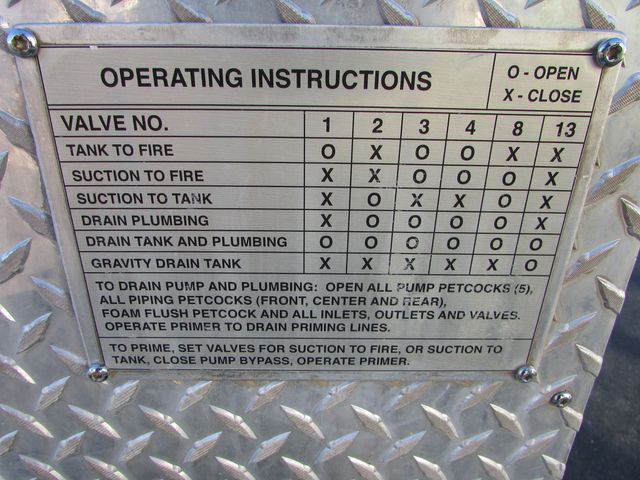 OPERATING INSTRUCTIONS
O - OPEN
X - CLOSE
VALVE NO. 1 2 3 4 8 13
TANK TO FIRE O X O O X X
SUCTION TO FIRE X X O O O X
SUCTION TO TANK X O X X O X
DRAIN PLUMBING X O O O O X
DRAIN TANK AND PLUMBING O O O O O O
GRAVITY DRAIN TANK X X X X X O
TO DRAIN PUMP AND PLUMBING: OPEN ALL PUMP PETCOCKS (5),
ALL PIPING PETCOCKS (FRONT, CENTER AND REAR),
FOAM FLUSH PETCOCK AND ALL INLETS, OUTLETS AND VALVES.
OPERATE PRIMER TO DRAIN PRIMING LINES.
TO PRIME, SET VALVES FOR SUCTION TO FIRE, OR SUCTION TO
TANK, CLOSE PUMP BYPASS, OPERATE PRIMER.